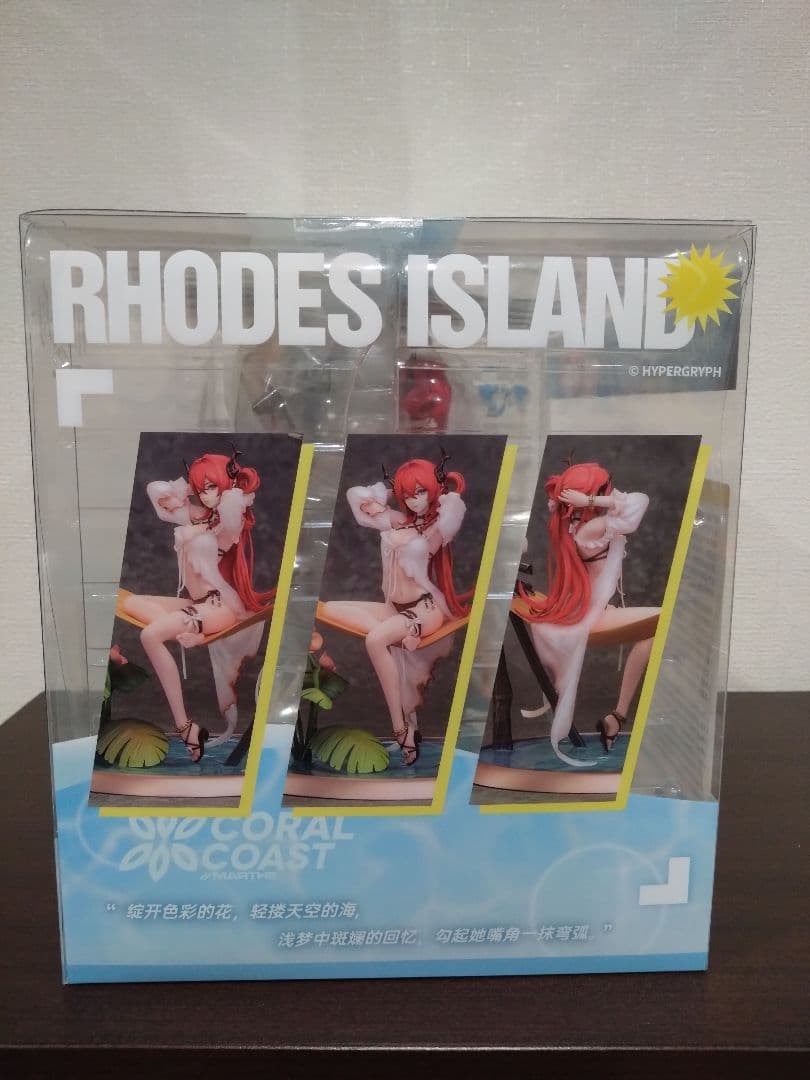 RHODES ISLAND
© HYPERGRYPH
CORAL
COAST
//MARTHE
“ 绽开色彩的花，轻搂天空的海，
浅梦中斑斓的回忆，勾起她嘴角一抹弯弧。”